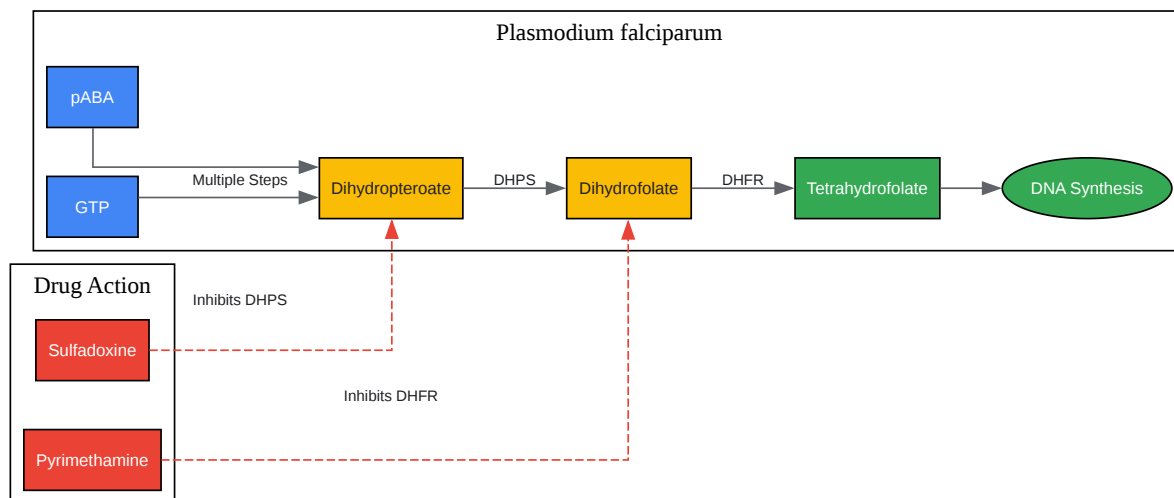 Plasmodium falciparum
pABA
GTP
Multiple Steps
Dihydropteroate
DHPS
Dihydrofolate
DHFR
Tetrahydrofolate
DNA Synthesis
Drug Action
Inhibits DHPS
Sulfadoxine
Inhibits DHFR
Pyrimethamine